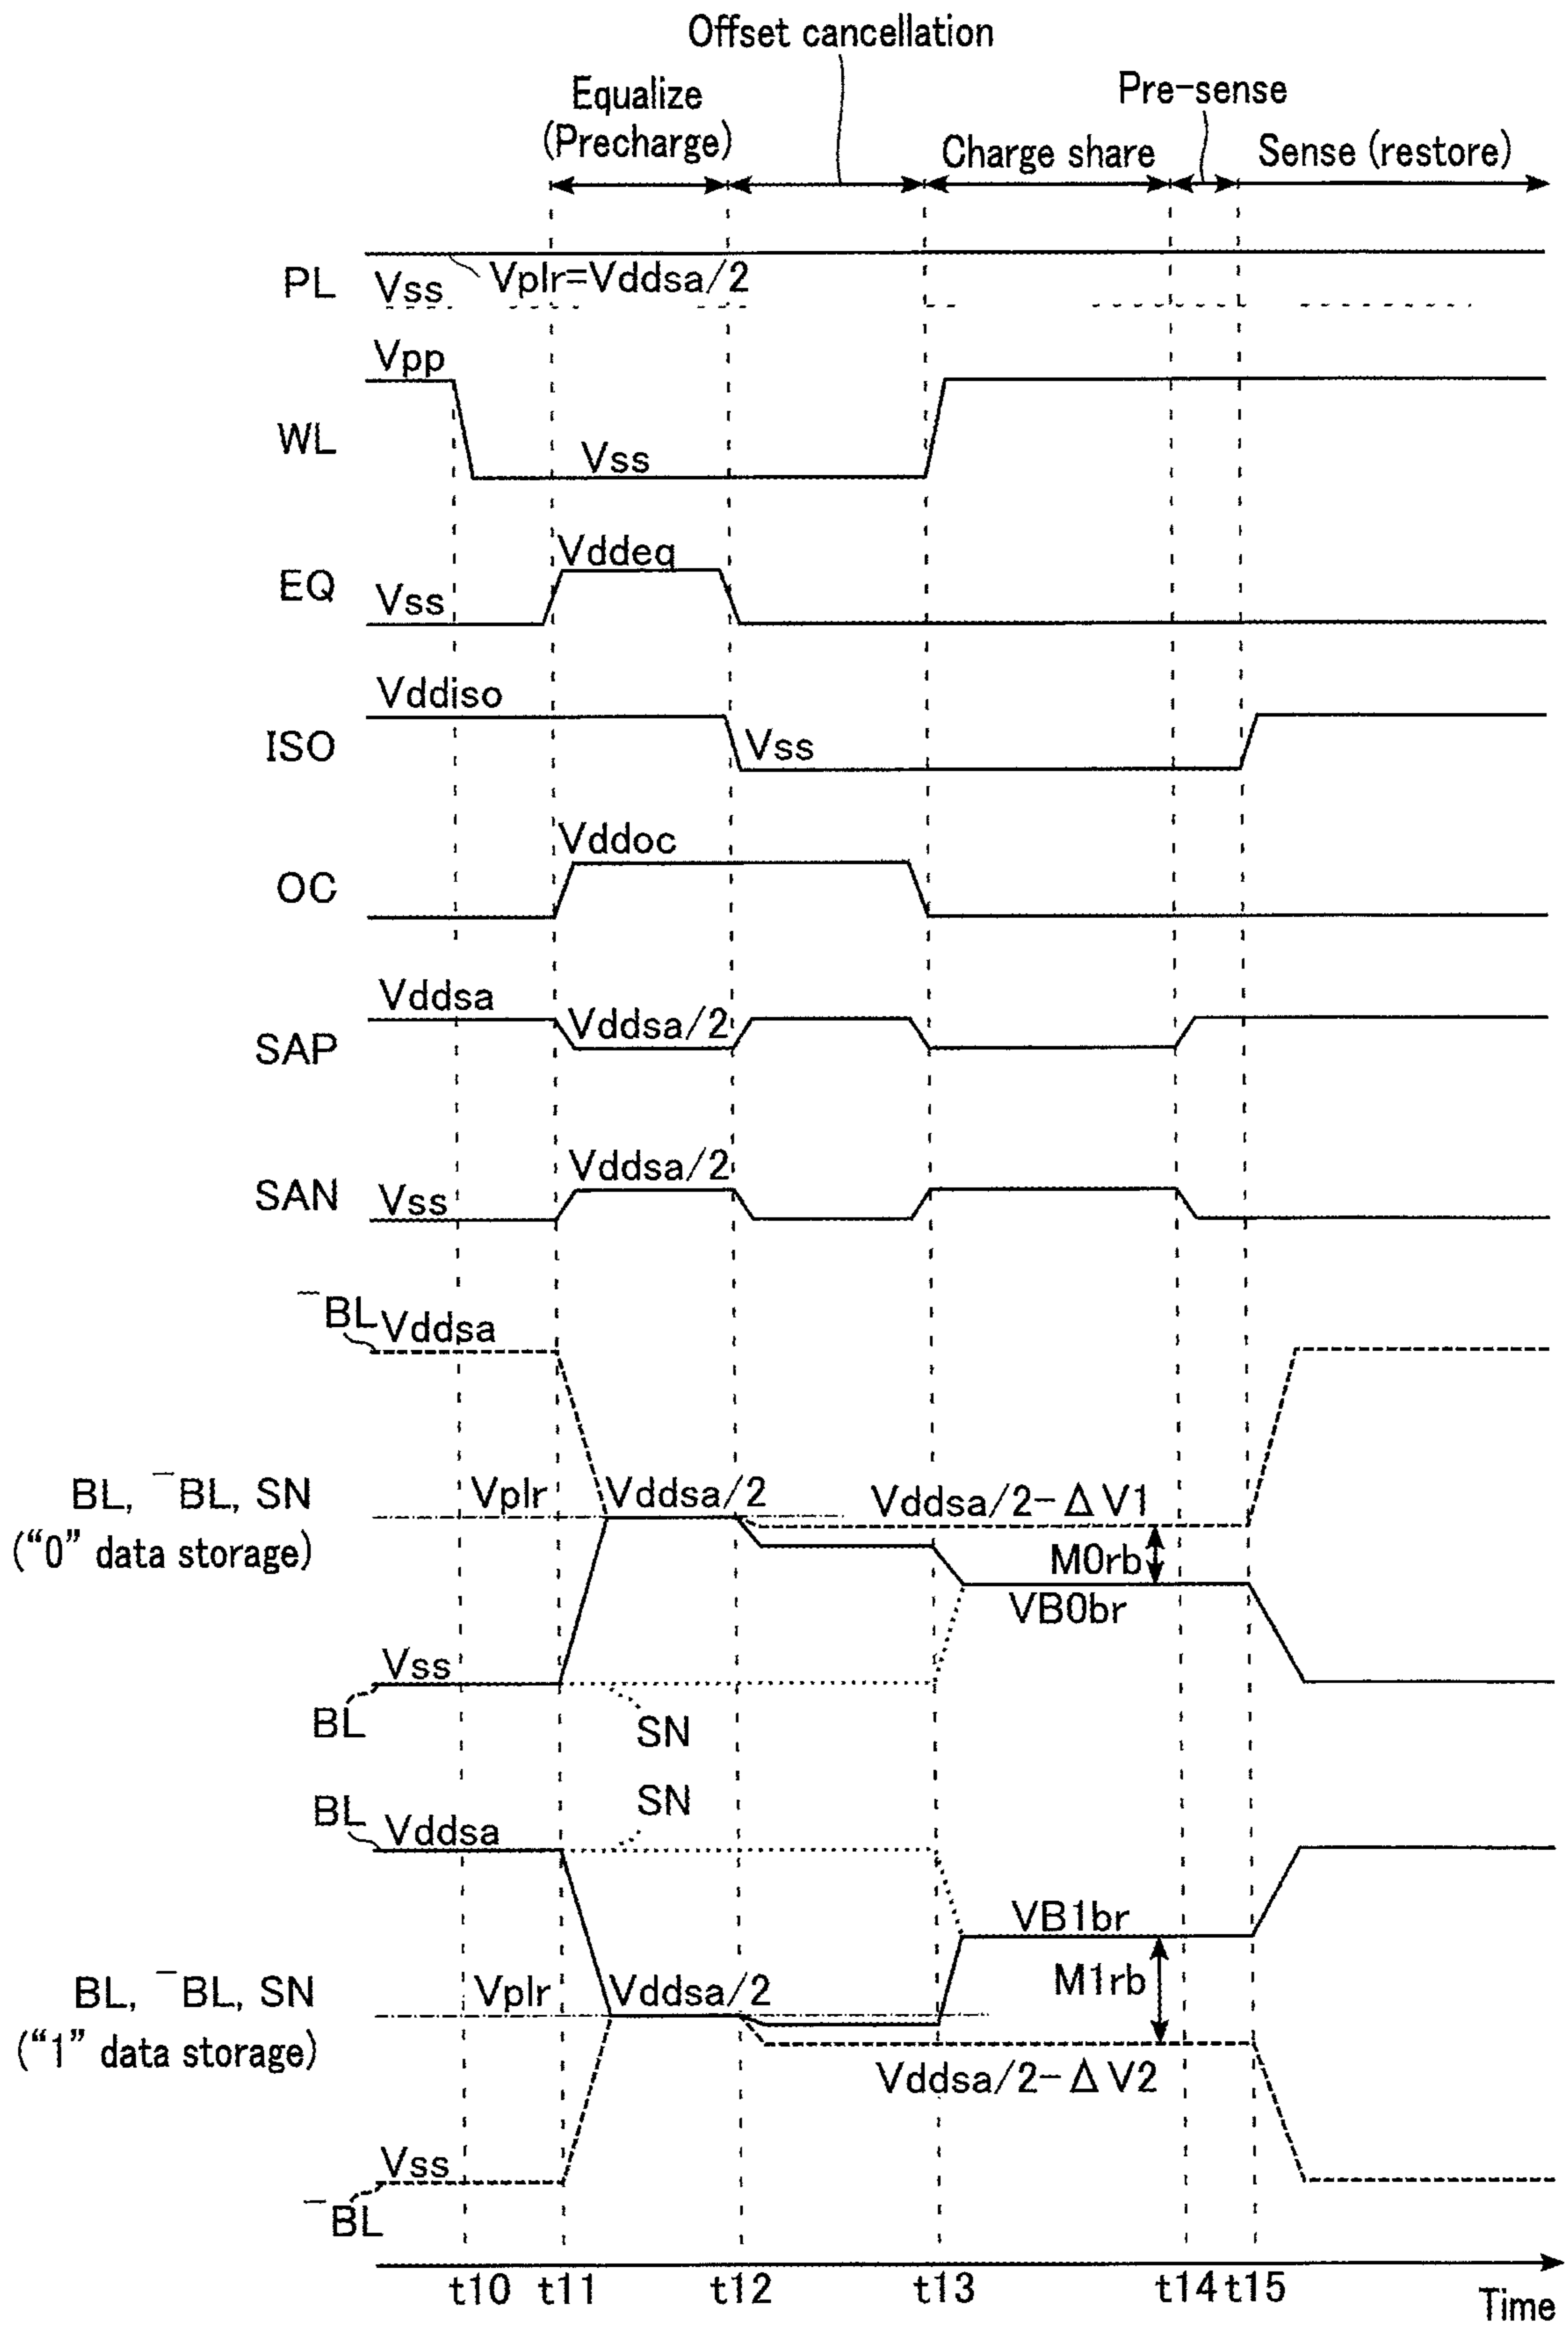 Offset cancellation
Equalize
(Precharge)
Pre-sense
Charge share
Sense (restore)
PL
Vss
Vplr=Vddsa/2
Vpp
WL
Vss
EQ
Vss
Vddeq
Vddiso
ISO
Vss
Vddoc
OC
Vddsa
Vddsa/2
SAP
Vddsa/2
SAN
Vss
¯BL
Vddsa
BL, ¯BL, SN
(“0” data storage)
Vplr
Vddsa/2
Vddsa/2-ΔV1
M0rb
VB0br
Vss
BL
SN
BL
Vddsa
SN
VB1br
BL, ¯BL, SN
(“1” data storage)
Vplr
Vddsa/2
M1rb
Vddsa/2-ΔV2
Vss
¯BL
t10 t11 t12 t13 t14 t15
Time